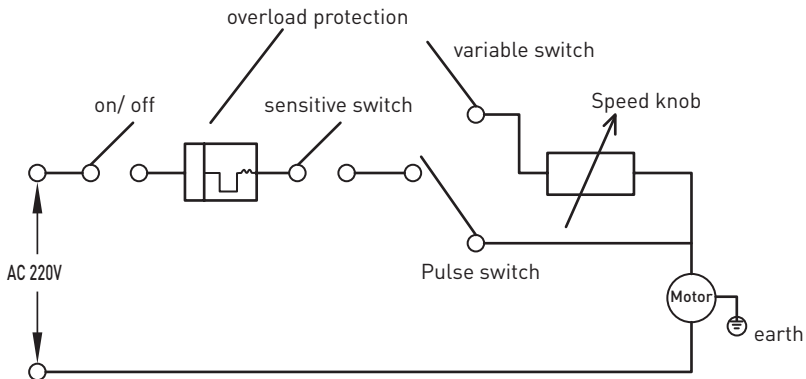 overload protection
variable switch
on/ off
sensitive switch
Speed knob
AC 220V
Pulse switch
Motor
earth